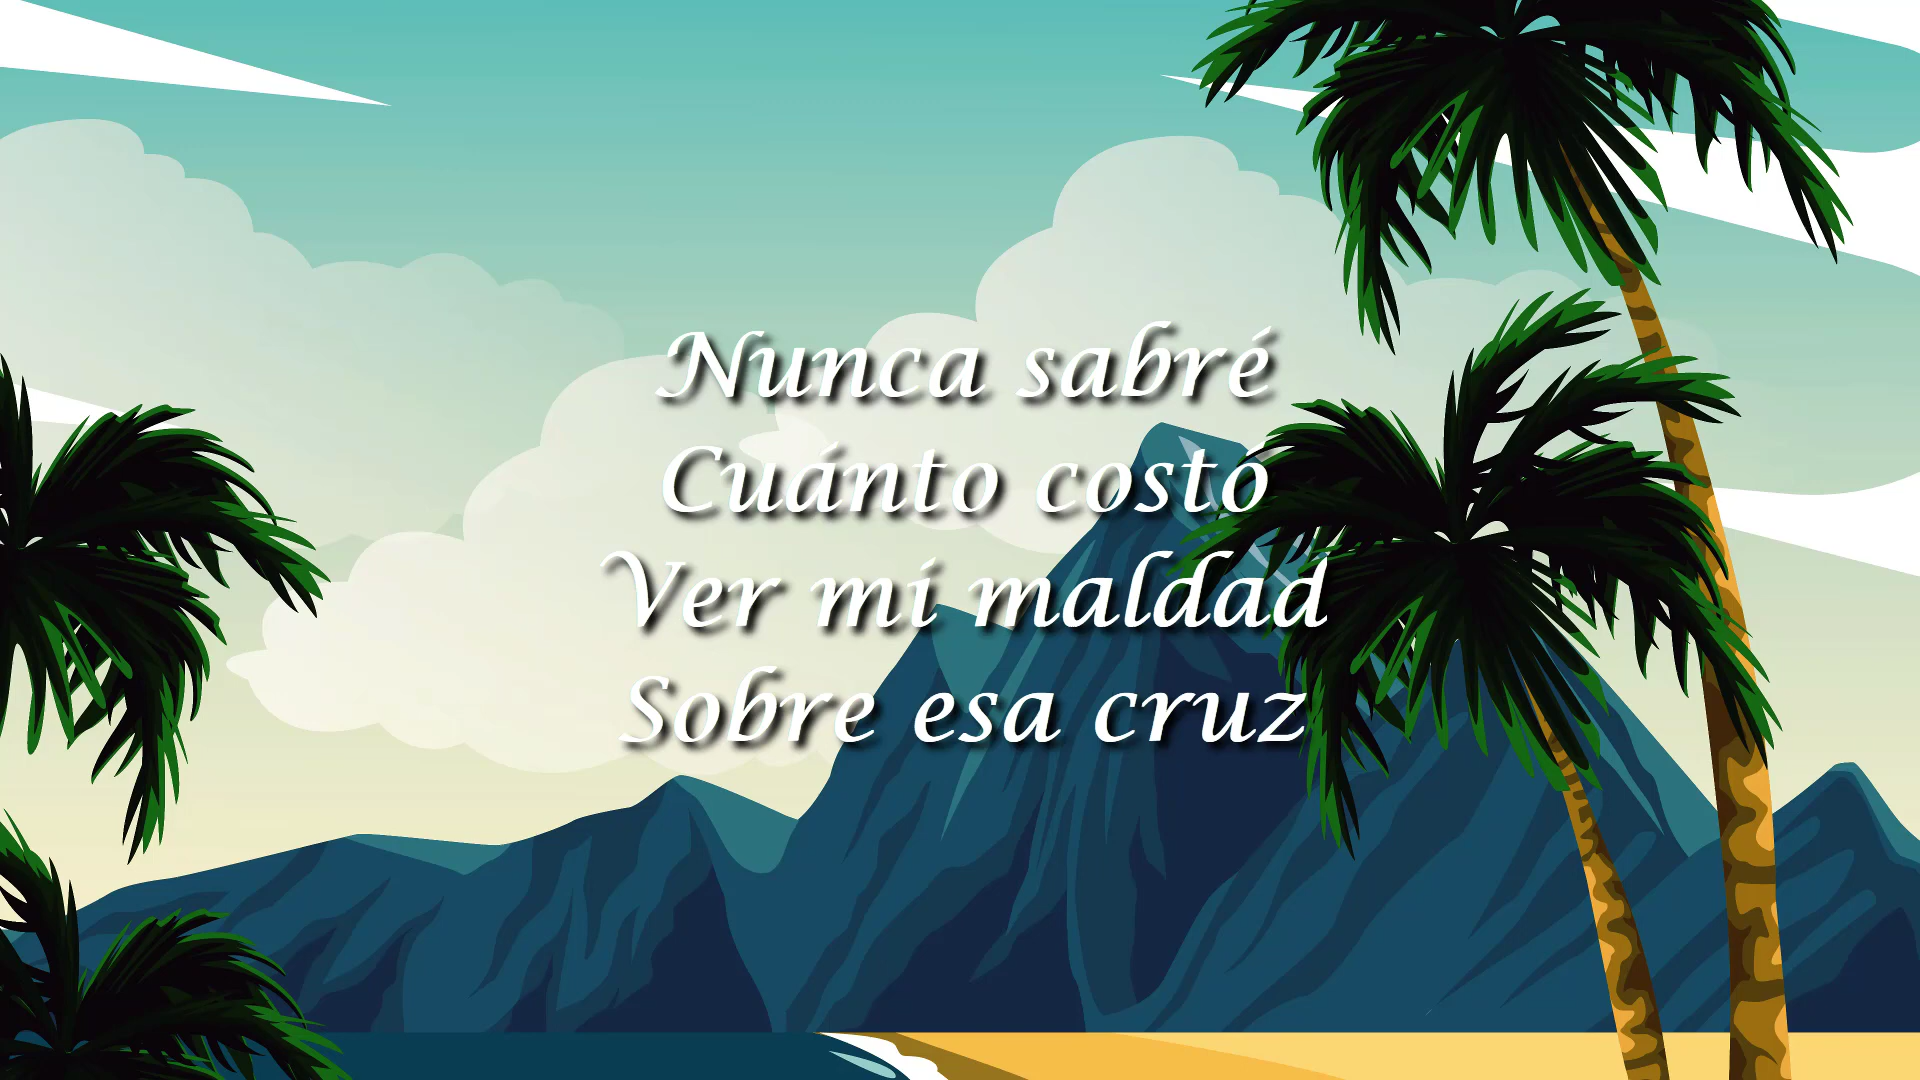 Nunca sabré
Cuánto costó
Ver mi maldad
Sobre esa cruz